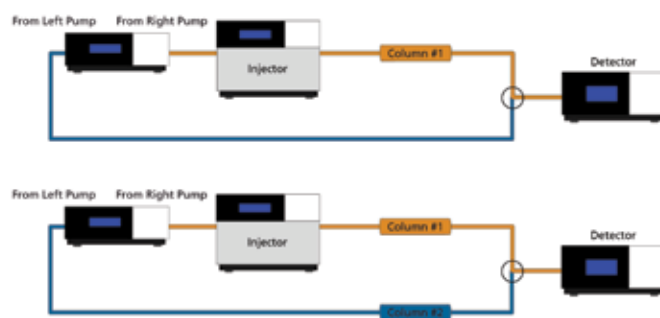 From Left Pump
From Right Pump
Injector
Column #1
Detector
From Left Pump
From Right Pump
Injector
Column #1
Detector
Column #2